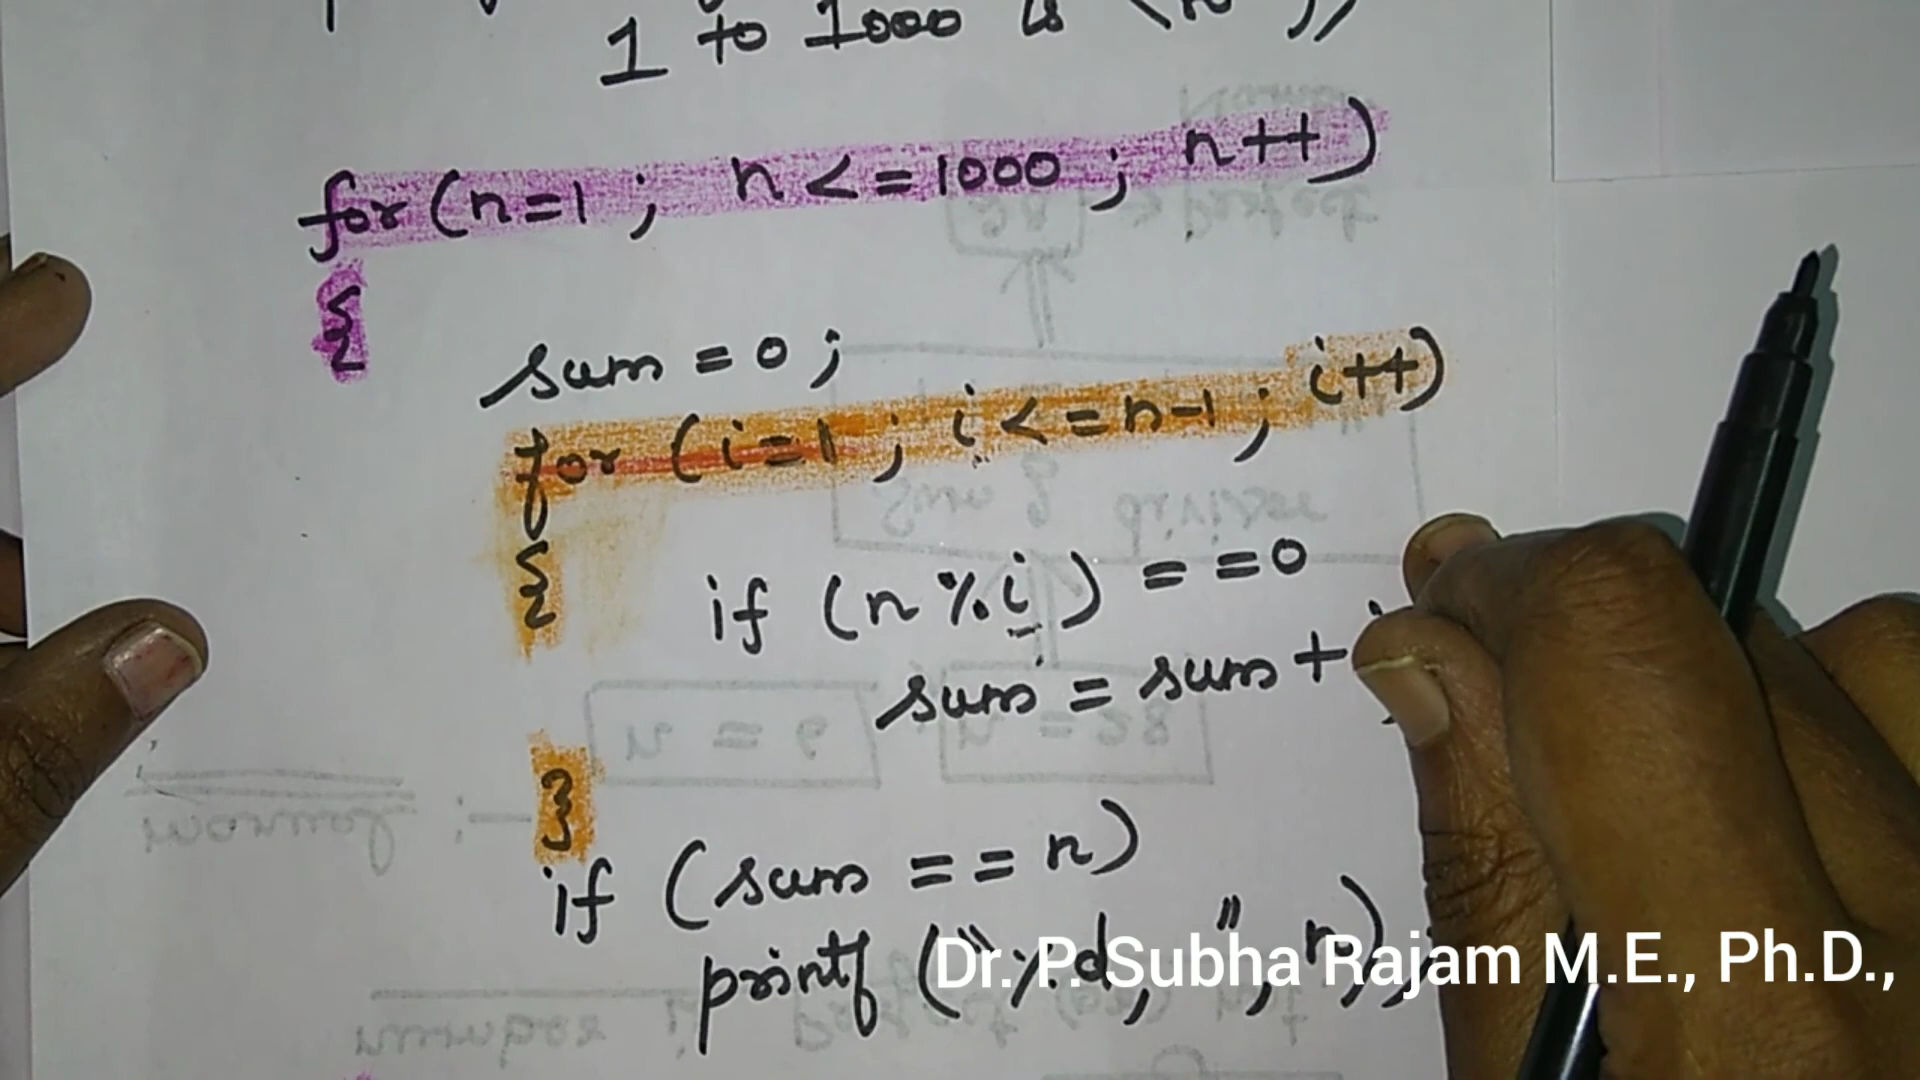 1 to 1000 is
for (n=1 ; n<=1000 ; n++)
{
sum = 0 ;
for (i=1 ; i<=n-1 ; i++)
{
if (n%i) ==0
sum = sum +
}
if (sum == n)
printf ("%d,", n);
Dr. P. Subha Rajam M.E., Ph.D.,